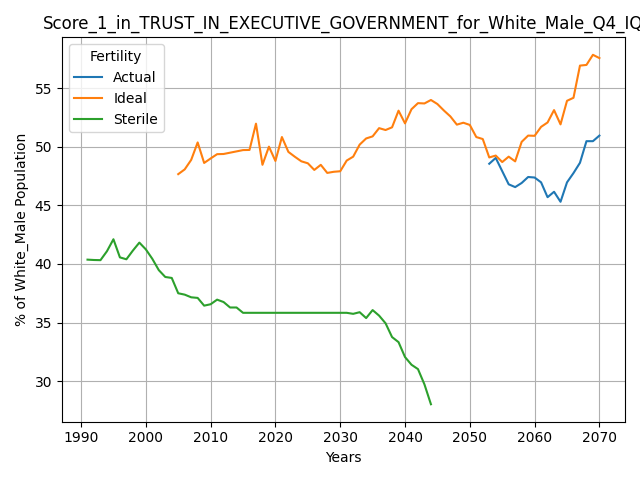 Score_1_in_TRUST_IN_EXECUTIVE_GOVERNMENT_for_White_Male_Q4_IQ
Fertility
Actual
Ideal
Sterile
% of White_Male Population
55
50
45
40
35
30
1990 2000 2010 2020 2030 2040 2050 2060 2070
Years